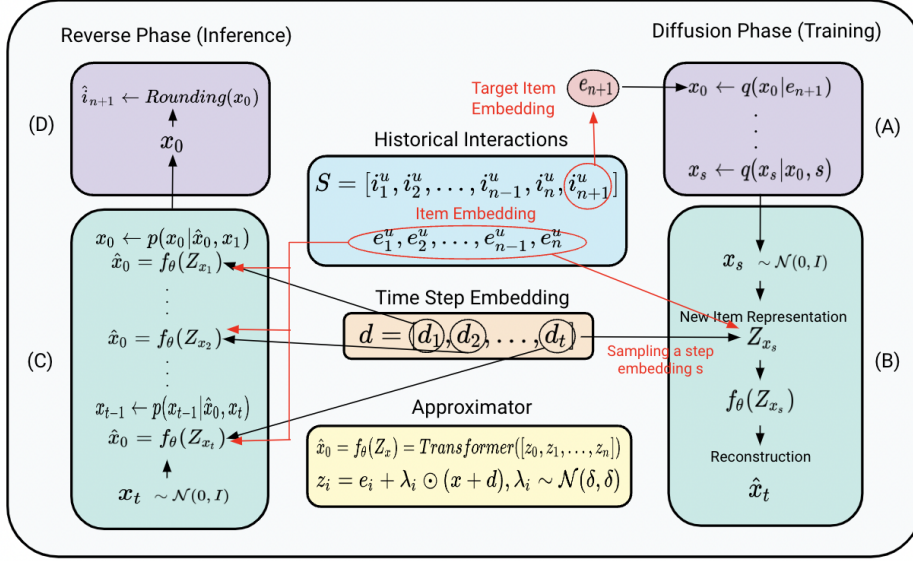 Reverse Phase (Inference)
Diffusion Phase (Training)
(D)
î_{n+1} ← Rounding(x_0)
x_0
Target Item
Embedding
e_{n+1}
x_0 ← q(x_0|e_{n+1})
.
.
.
x_s ← q(x_s|x_0, s)
(A)
Historical Interactions
S = [i_1^u, i_2^u, . . . , i_{n-1}^u, i_n^u, i_{n+1}^u]
Item Embedding
e_1^u, e_2^u, . . . , e_{n-1}^u, e_n^u
(C)
x_0 ← p(x_0|x̂_0, x_1)
x̂_0 = f_θ(Z_{x_1})
.
.
.
x̂_0 = f_θ(Z_{x_2})
.
.
.
x_{t-1} ← p(x_{t-1}|x̂_0, x_t)
x̂_0 = f_θ(Z_{x_t})
x_t ∼ N(0, I)
Time Step Embedding
d = [d_1, d_2, . . . , d_t]
Sampling a step
embedding s
Approximator
x̂_0 = f_θ(Z_x) = Transformer([z_0, z_1, . . . , z_n])
z_i = e_i + λ_i ⊙ (x + d), λ_i ∼ N(δ, δ)
(B)
x_s ∼ N(0, I)
New Item Representation
Z_{x_s}
f_θ(Z_{x_s})
Reconstruction
x̂_t